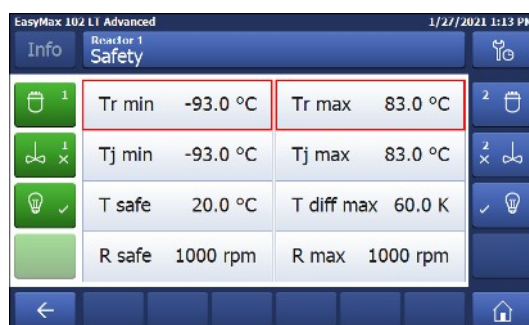 EasyMax 102 LT Advanced 1/27/2021 1:13 PM
Info Reactor 1
Safety
1 Tr min -93.0 °C Tr max 83.0 °C 2
1 Tj min -93.0 °C Tj max 83.0 °C 2
T safe 20.0 °C T diff max 60.0 K
R safe 1000 rpm R max 1000 rpm